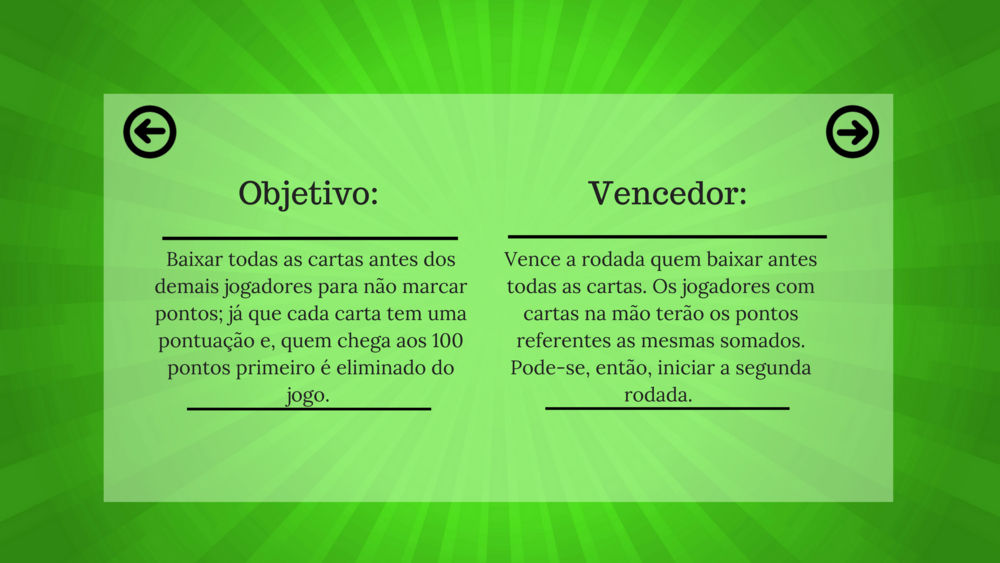 Objetivo:
Baixar todas as cartas antes dos
demais jogadores para não marcar
pontos; já que cada carta tem uma
pontuação e, quem chega aos 100
pontos primeiro é eliminado do
jogo.
Vencedor:
Vence a rodada quem baixar antes
todas as cartas. Os jogadores com
cartas na mão terão os pontos
referentes as mesmas somados.
Pode-se, então, iniciar a segunda
rodada.